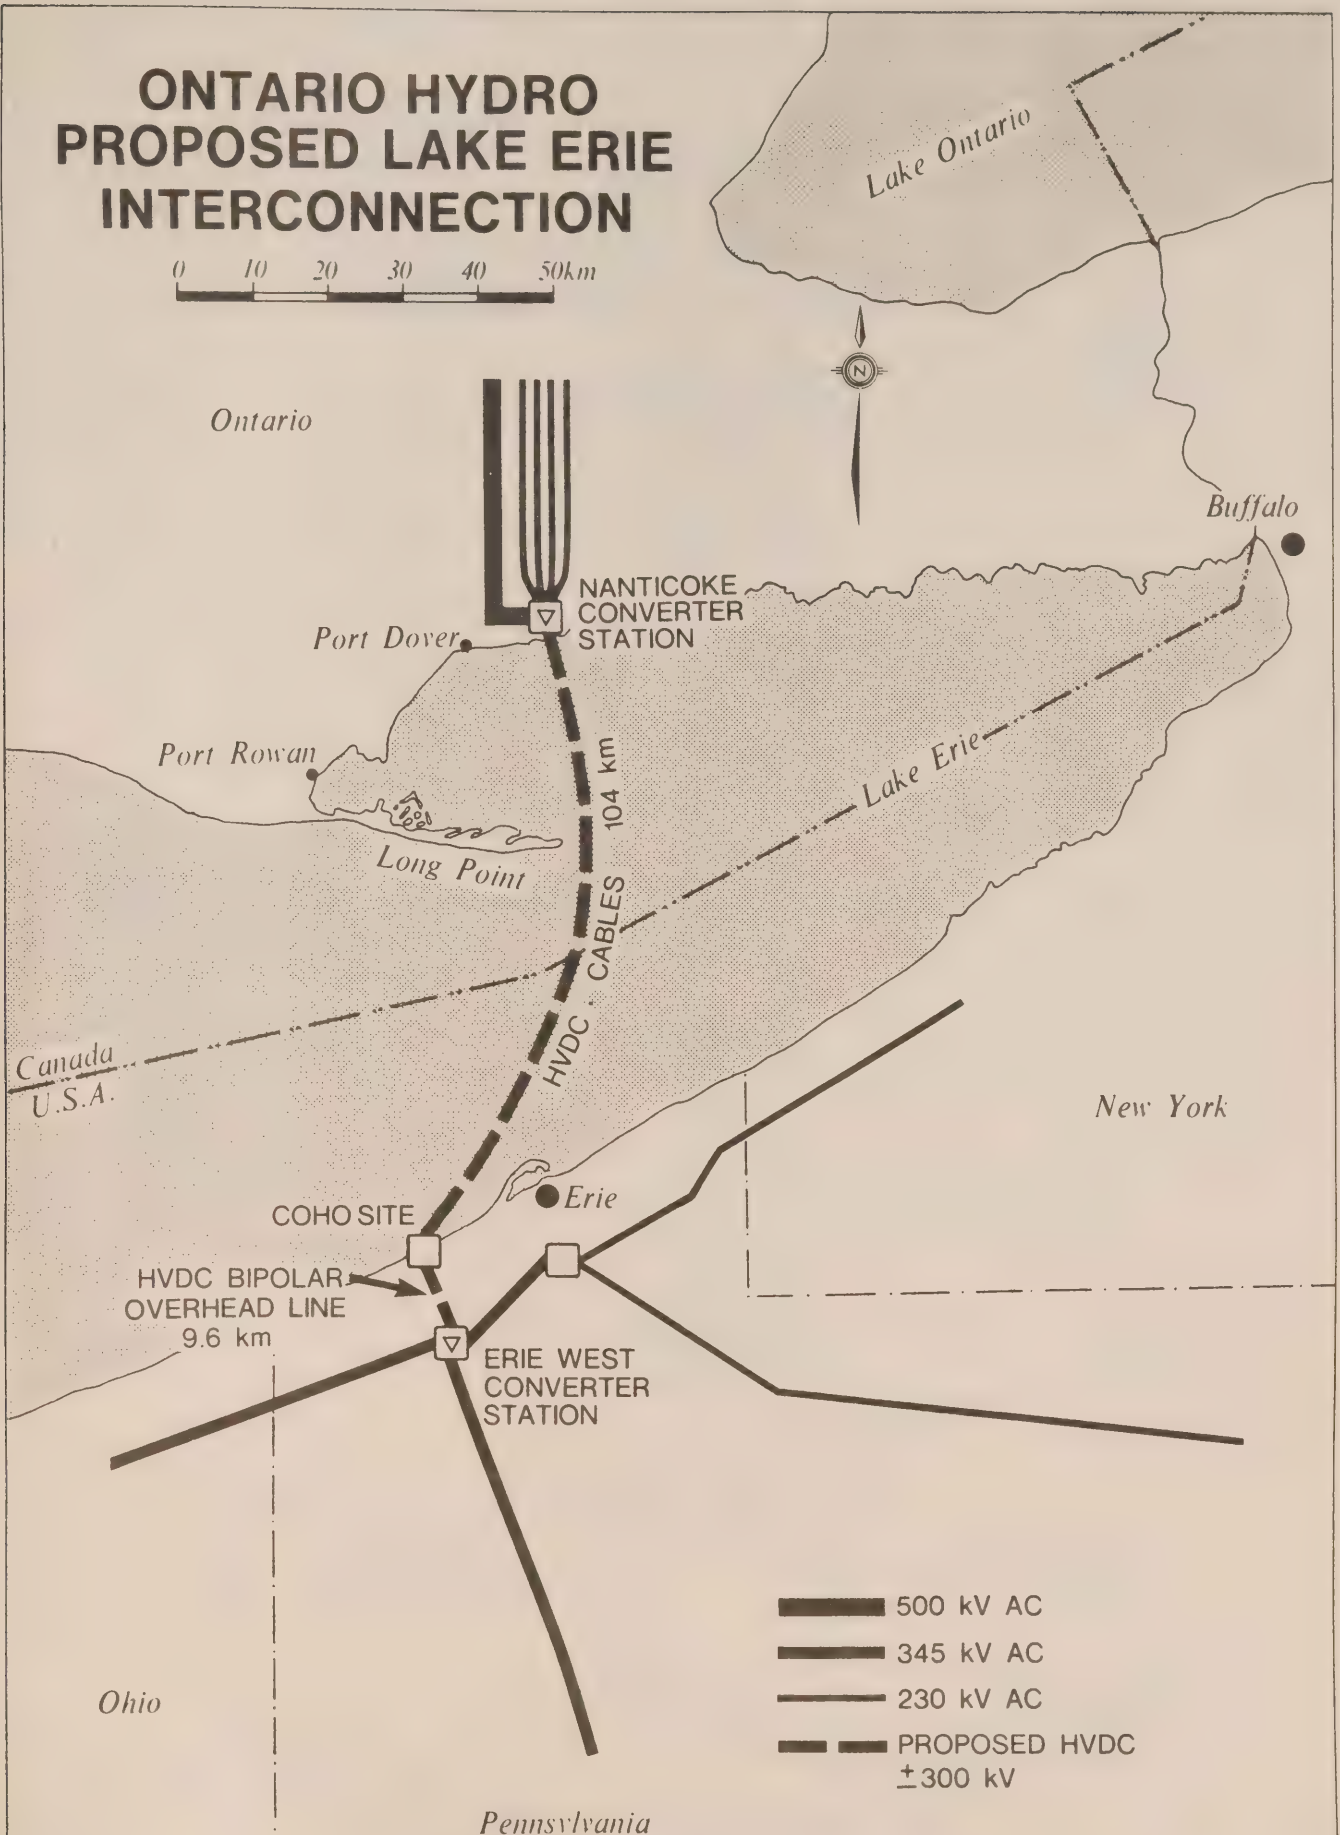 ONTARIO HYDRO
PROPOSED LAKE ERIE
INTERCONNECTION
0 10 20 30 40 50km
Lake Ontario
N
Ontario
Buffalo
NANTICOKE
CONVERTER
STATION
Port Dover
Port Rowan
Long Point
HVDC . CABLES 104 km
Lake Erie
Canada
U.S.A.
New York
Erie
COHO SITE
HVDC BIPOLAR
OVERHEAD LINE
9.6 km
ERIE WEST
CONVERTER
STATION
500 kV AC
345 kV AC
230 kV AC
PROPOSED HVDC
±300 kV
Ohio
Pennsylvania